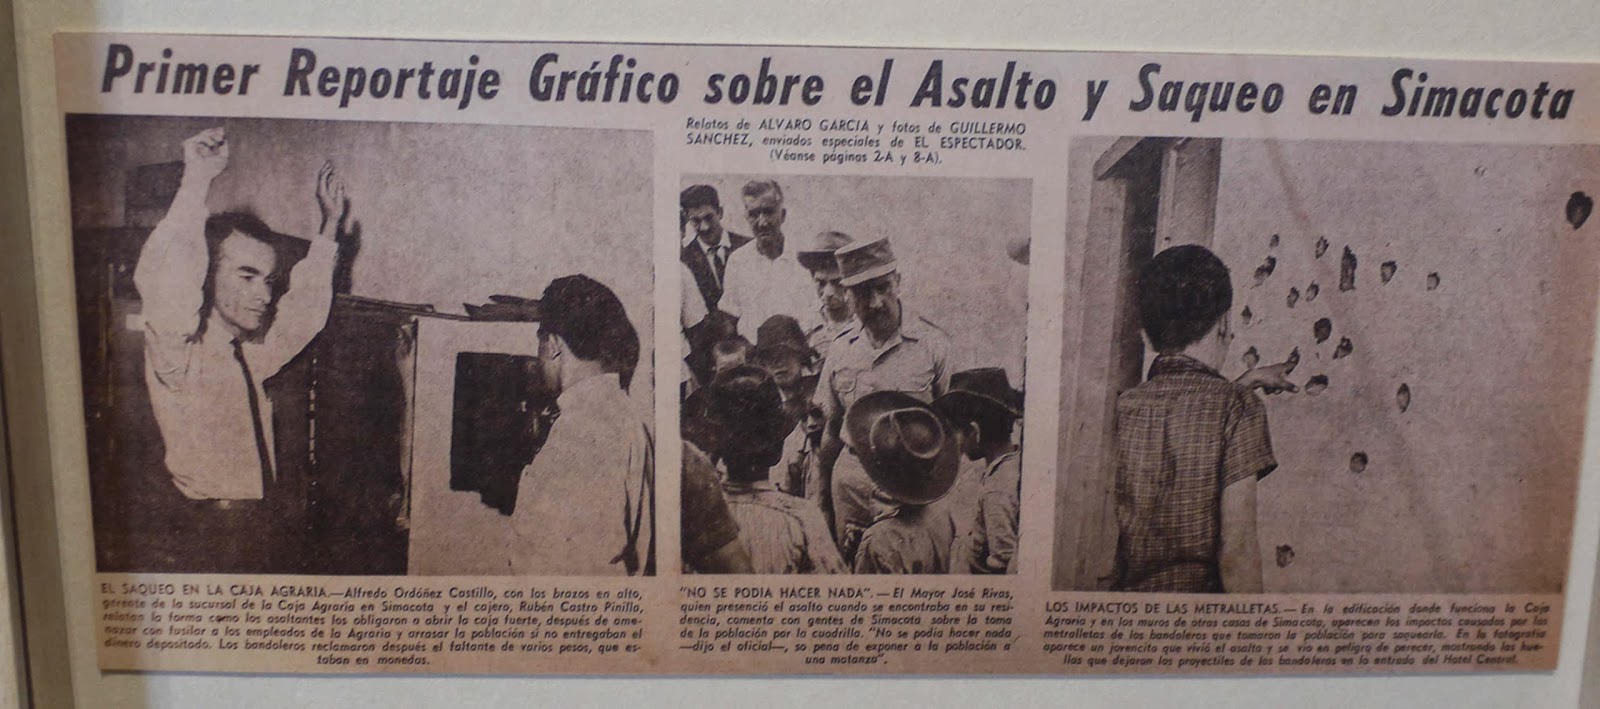 Primer Reportaje Gráfico sobre el Asalto y Saqueo en Simacota
Relatos de ALVARO GARCIA y fotos de GUILLERMO
SANCHEZ, enviados especiales de EL ESPECTADOR.
(Véanse páginas 2-A y 8-A).
EL SAQUEO EN LA CAJA AGRARIA.—Alfredo Ordóñez Castillo, con los brazos en alto,
gerente de la sucursal de la Caja Agraria en Simacota y el cajero, Rubén Castro Pinilla,
relatan la forma como los asaltantes los obligaron a abrir la caja fuerte, después de ame-
nazar con fusilar a los empleados de la Agraria y arrasar la población si no entregaban el
dinero depositado. Los bandoleros reclamaron después el faltante de varios pesos, que es-
taban en monedas.
"NO SE PODIA HACER NADA".—El Mayor José Rivas,
quien presenció el asalto cuando se encontraba en su resi-
dencia, comenta con gentes de Simacota sobre la toma
de la población por la cuadrilla. "No se podía hacer nada
—dijo el oficial—, so pena de exponer a la población a
una matanza".
LOS IMPACTOS DE LAS METRALLETAS.—En la edificación donde funciona la Caja
Agraria y en los muros de otras casas de Simacota, aparecen los impactos causados por las
metralletas de los bandoleros que tomaron la población para saquearla. En la fotografía
aparece un jovencito que vivió el asalto y se vio en peligro de perecer, mostrando las hue-
llas que dejaron los proyectiles de los bandoleros en la entrada del Hotel Central.